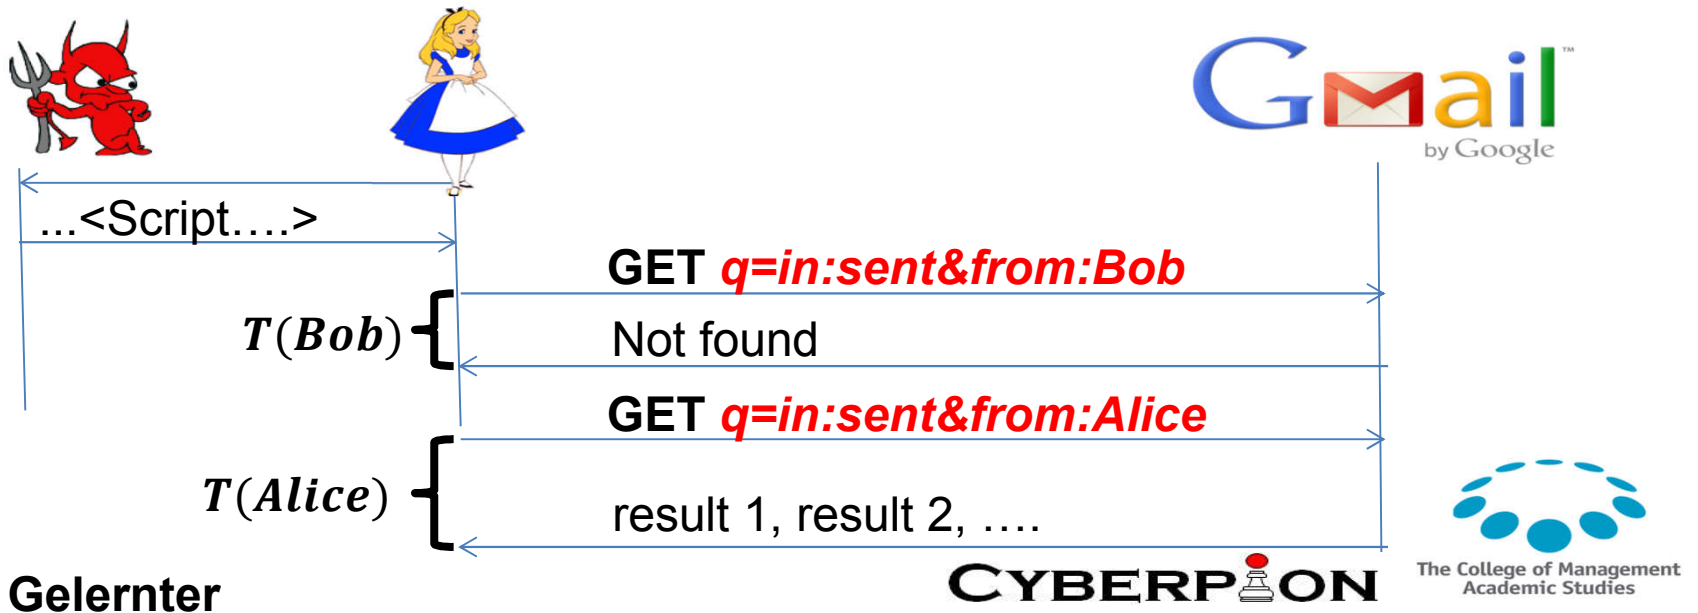 Gmail™
by Google
...<Script….>
GET q=in:sent&from:Bob
T(Bob)
Not found
GET q=in:sent&from:Alice
T(Alice)
result 1, result 2, ….
Gelernter
CYBERPION
The College of Management
Academic Studies